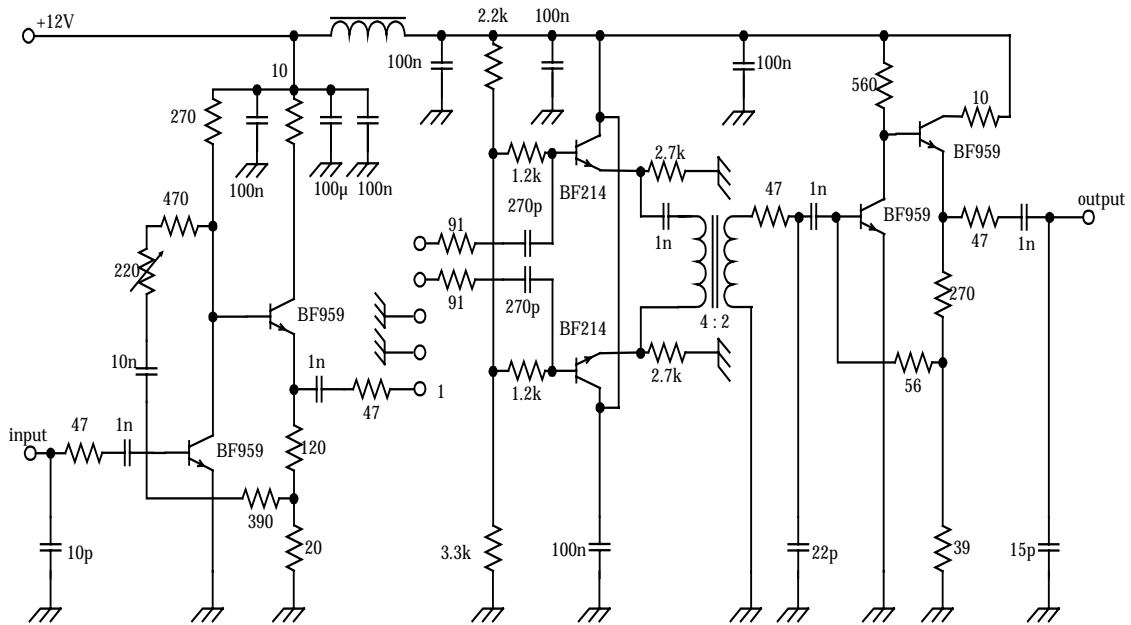 +12V
2.2k
100n
10
100n
100n
560
10
270
100n
100µ
100n
1.2k
BF214
2.7k
BF959
470
270p
47
1n
BF959
output
91
1n
47
1n
220
91
270p
BF959
BF214
4 : 2
270
10n
1n
47
1
1.2k
2.7k
56
input
47
1n
BF959
120
390
10p
20
3.3k
100n
22p
39
15p